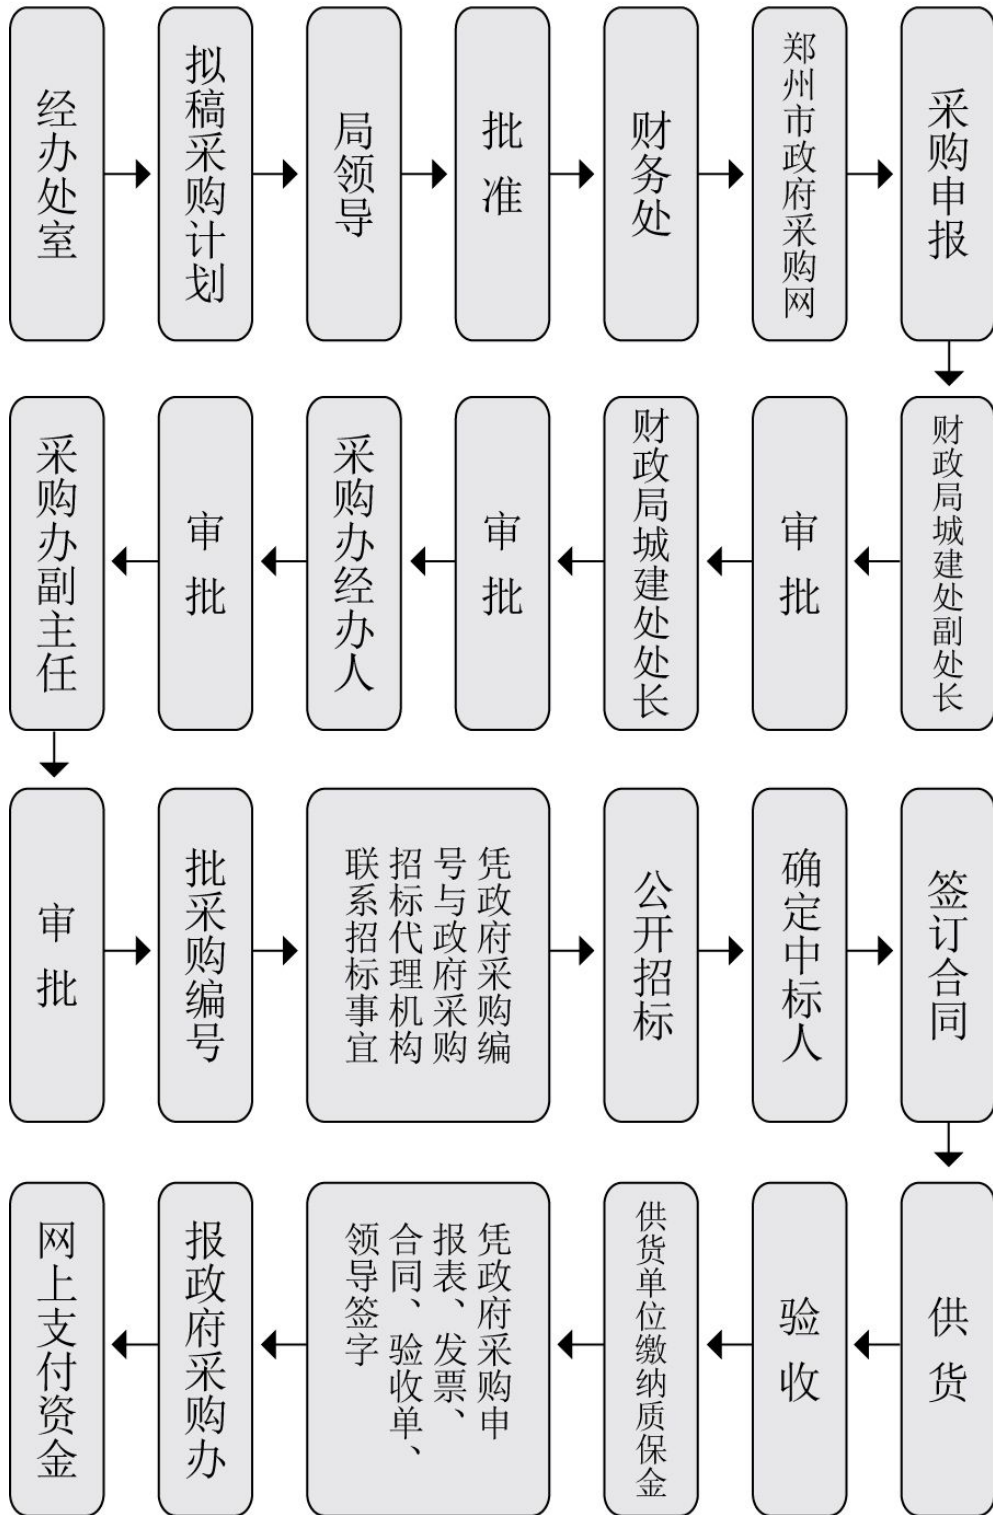 经办处室
拟稿采购计划
局领导
批准
财务处
郑州市政府采购网
采购申报
财政局城建处副处长
审批
财政局城建处处长
审批
采购办经办人
审批
采购办副主任
审批
批采购编号
凭政府采购编
号与政府采购
招标代理机构
联系招标事宜
公开招标
确定中标人
签订合同
供货
验收
供货单位缴纳质保金
凭政府采购申
报表、发票、
合同、验收单、
领导签字
报政府采购办
网上支付资金